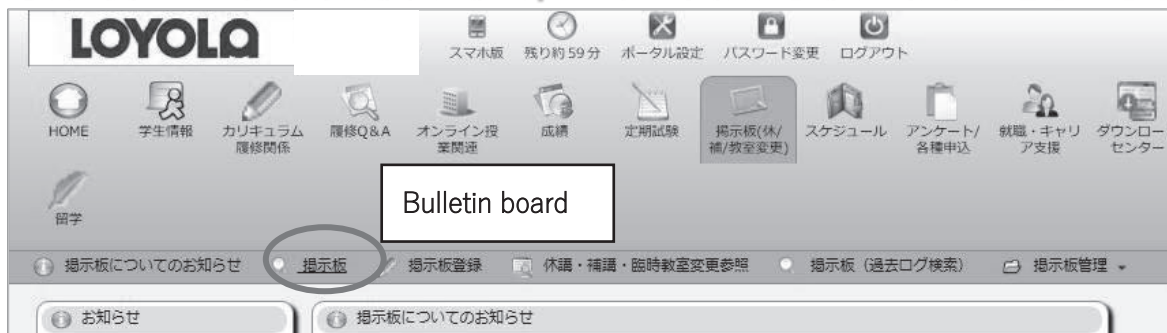 LOYOLA
スマホ版 残り約59分 ポータル設定 パスワード変更 ログアウト
HOME 学生情報 カリキュラム履修関係 履修Q&A オンライン授業関連 成績 定期試験 掲示板(休/補/教室変更) スケジュール アンケート/各種申込 就職・キャリア支援 ダウンロー センター
留学
Bulletin board
掲示板についてのお知らせ 掲示板 掲示板登録 休講・補講・臨時教室変更参照 掲示板(過去ログ検索) 掲示板管理
お知らせ 掲示板についてのお知らせ